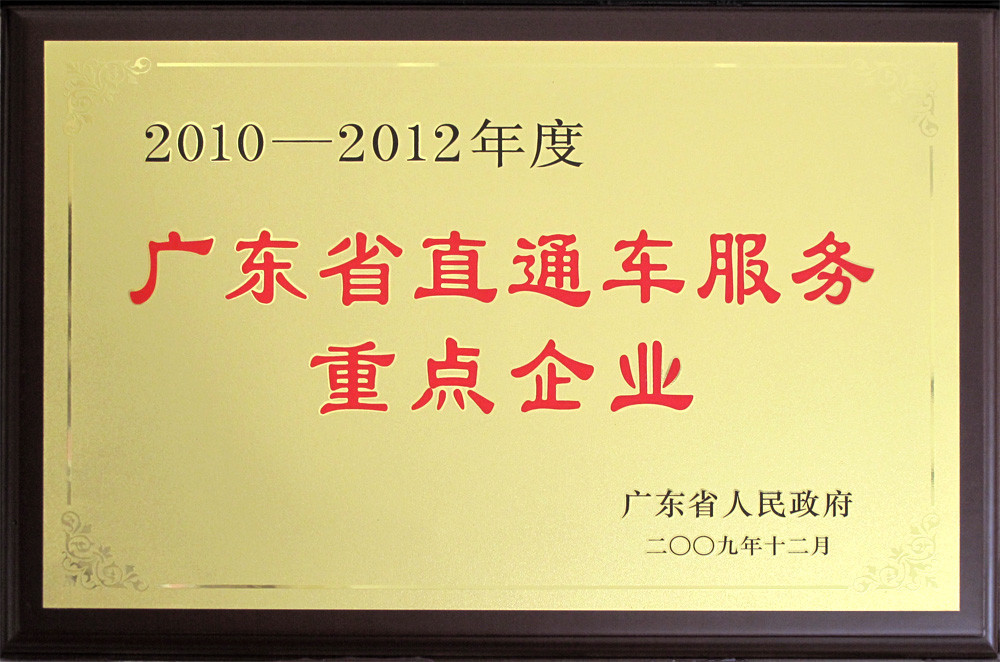 2010—2012年度
广东省直通车服务
重点企业
广东省人民政府
二〇〇九年十二月